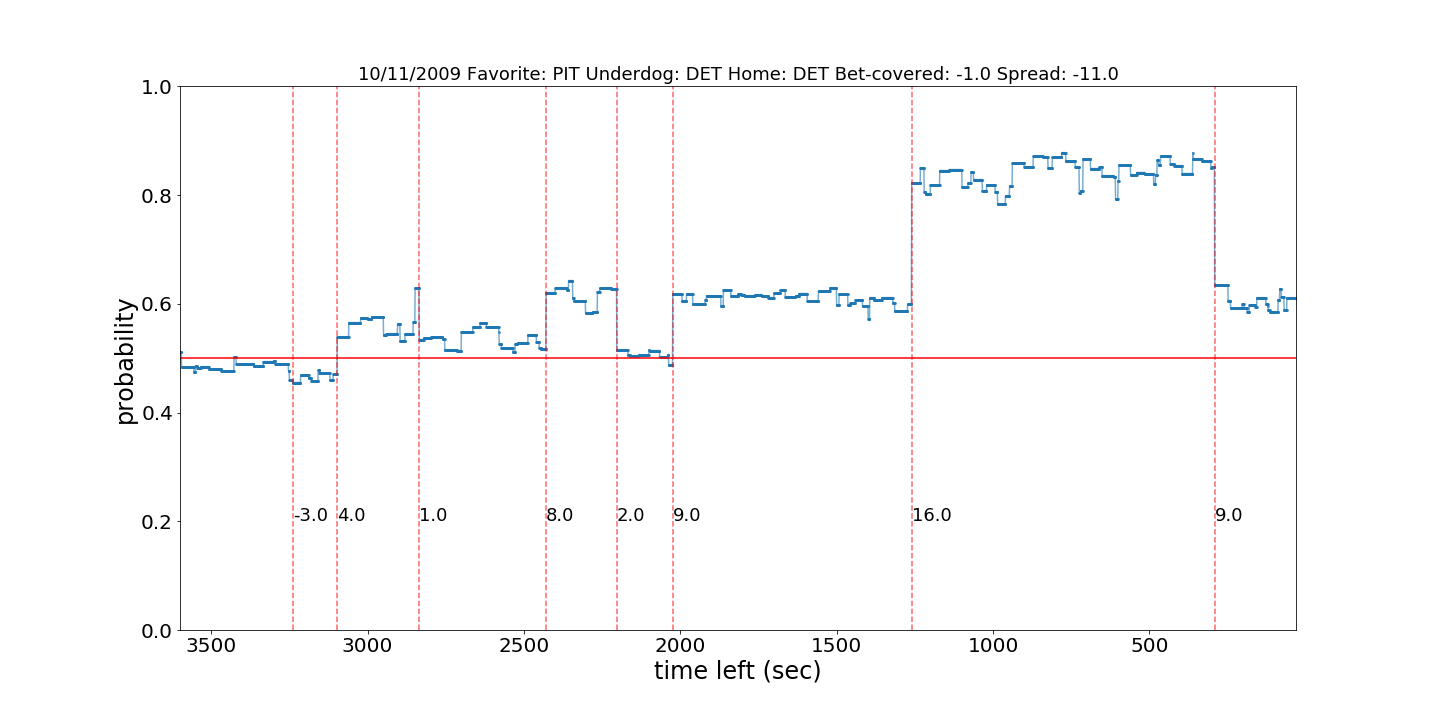 10/11/2009 Favorite: PIT Underdog: DET Home: DET Bet-covered: -1.0 Spread: -11.0
1.0
0.8
0.6
0.4
0.2
0.0
probability
-3.0 4.0 1.0 8.0 2.0 9.0 16.0 9.0
3500 3000 2500 2000 1500 1000 500
time left (sec)